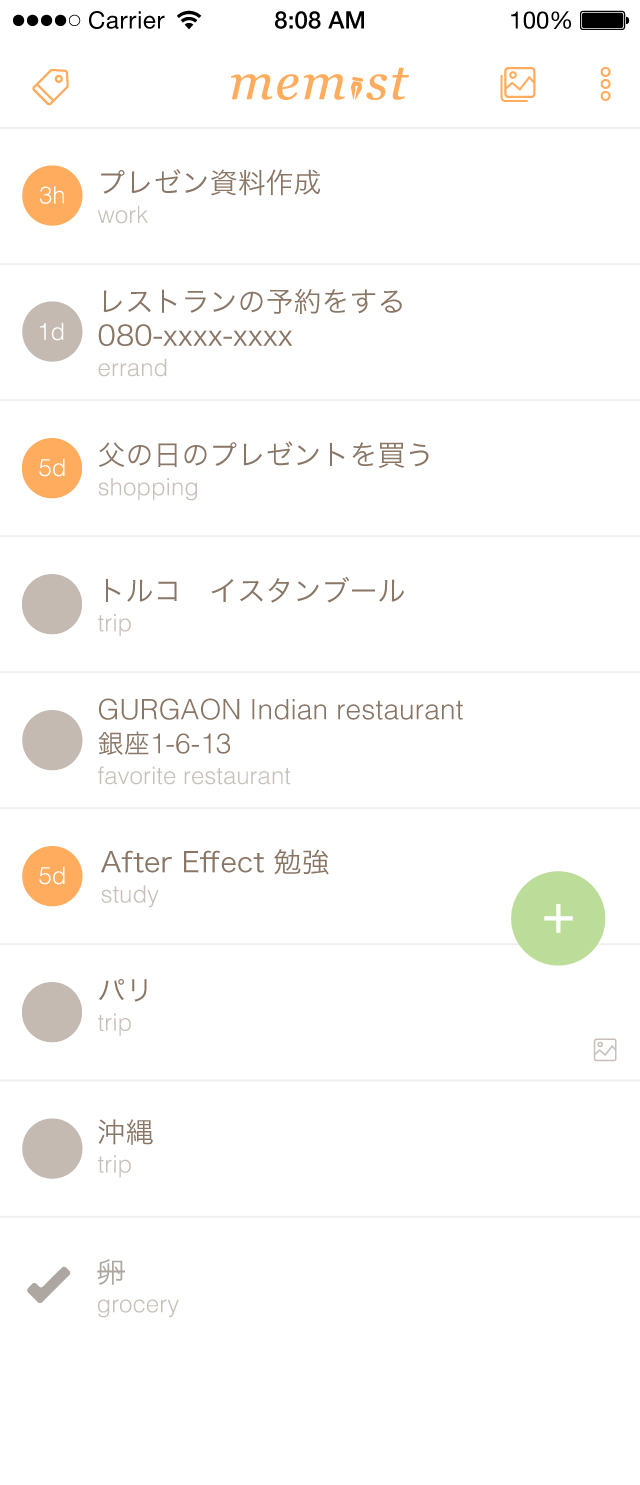 Carrier 8:08 AM 100%
memist
3h プレゼン資料作成
work
レストランの予約をする
1d 080-xxxx-xxxx
errand
5d 父の日のプレゼントを買う
shopping
トルコ　イスタンブール
trip
GURGAON Indian restaurant
銀座1-6-13
favorite restaurant
5d After Effect 勉強
study
+
パリ
trip
沖縄
trip
卵
grocery